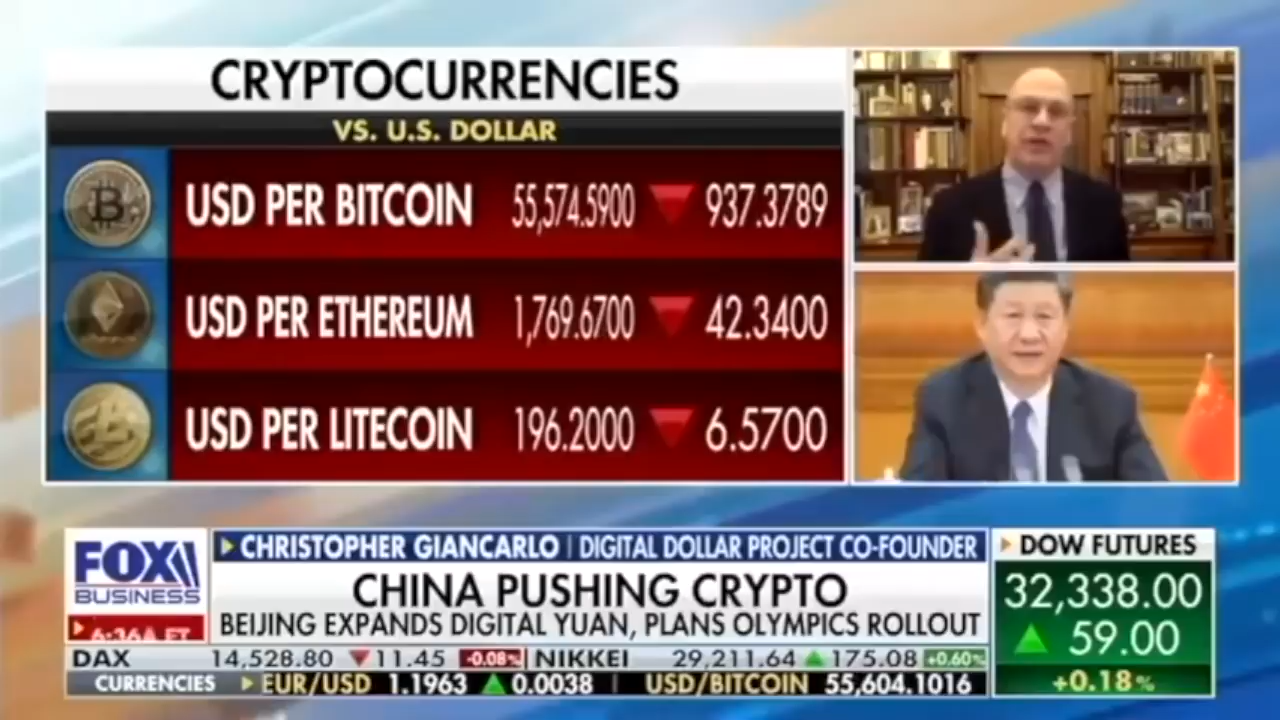 CRYPTOCURRENCIES
VS. U.S. DOLLAR
USD PER BITCOIN 55,574.5900 ▼ 937.3789
USD PER ETHEREUM 1,769.6700 ▼ 42.3400
USD PER LITECOIN 196.2000 ▼ 6.5700
FOX BUSINESS
6:36A ET
CHRISTOPHER GIANCARLO | DIGITAL DOLLAR PROJECT CO-FOUNDER
CHINA PUSHING CRYPTO
BEIJING EXPANDS DIGITAL YUAN, PLANS OLYMPICS ROLLOUT
DOW FUTURES
32,338.00
▲ 59.00
+0.18%
DAX 14,528.80 ▼ 11.45 -0.08% | NIKKEI 29,211.64 ▲ 175.08 +0.60%
CURRENCIES EUR/USD 1.1963 ▲ 0.0038 | USD/BITCOIN 55,604.1016